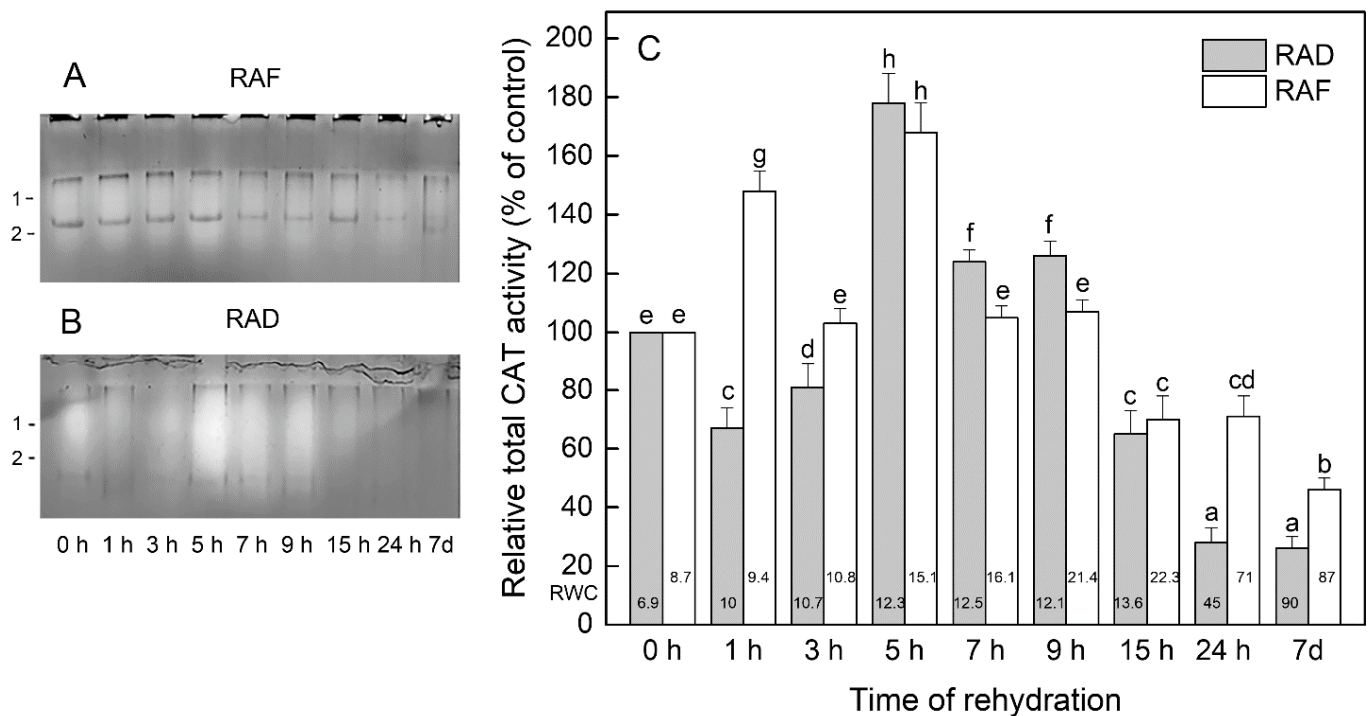 A
RAF
1 -
2 -
B
RAD
1 -
2 -
0 h 1 h 3 h 5 h 7 h 9 h 15 h 24 h 7d
Relative total CAT activity (% of control)
200
180
160
140
120
100
80
60
40
20
0
RWC
C
RAD
RAF
e e
c g
d e
h h
f e
f e
c c
a cd
a b
6.9 8.7
10 9.4
10.7 10.8
12.3 15.1
12.5 16.1
12.1 21.4
13.6 22.3
45 71
90 87
0 h 1 h 3 h 5 h 7 h 9 h 15 h 24 h 7d
Time of rehydration